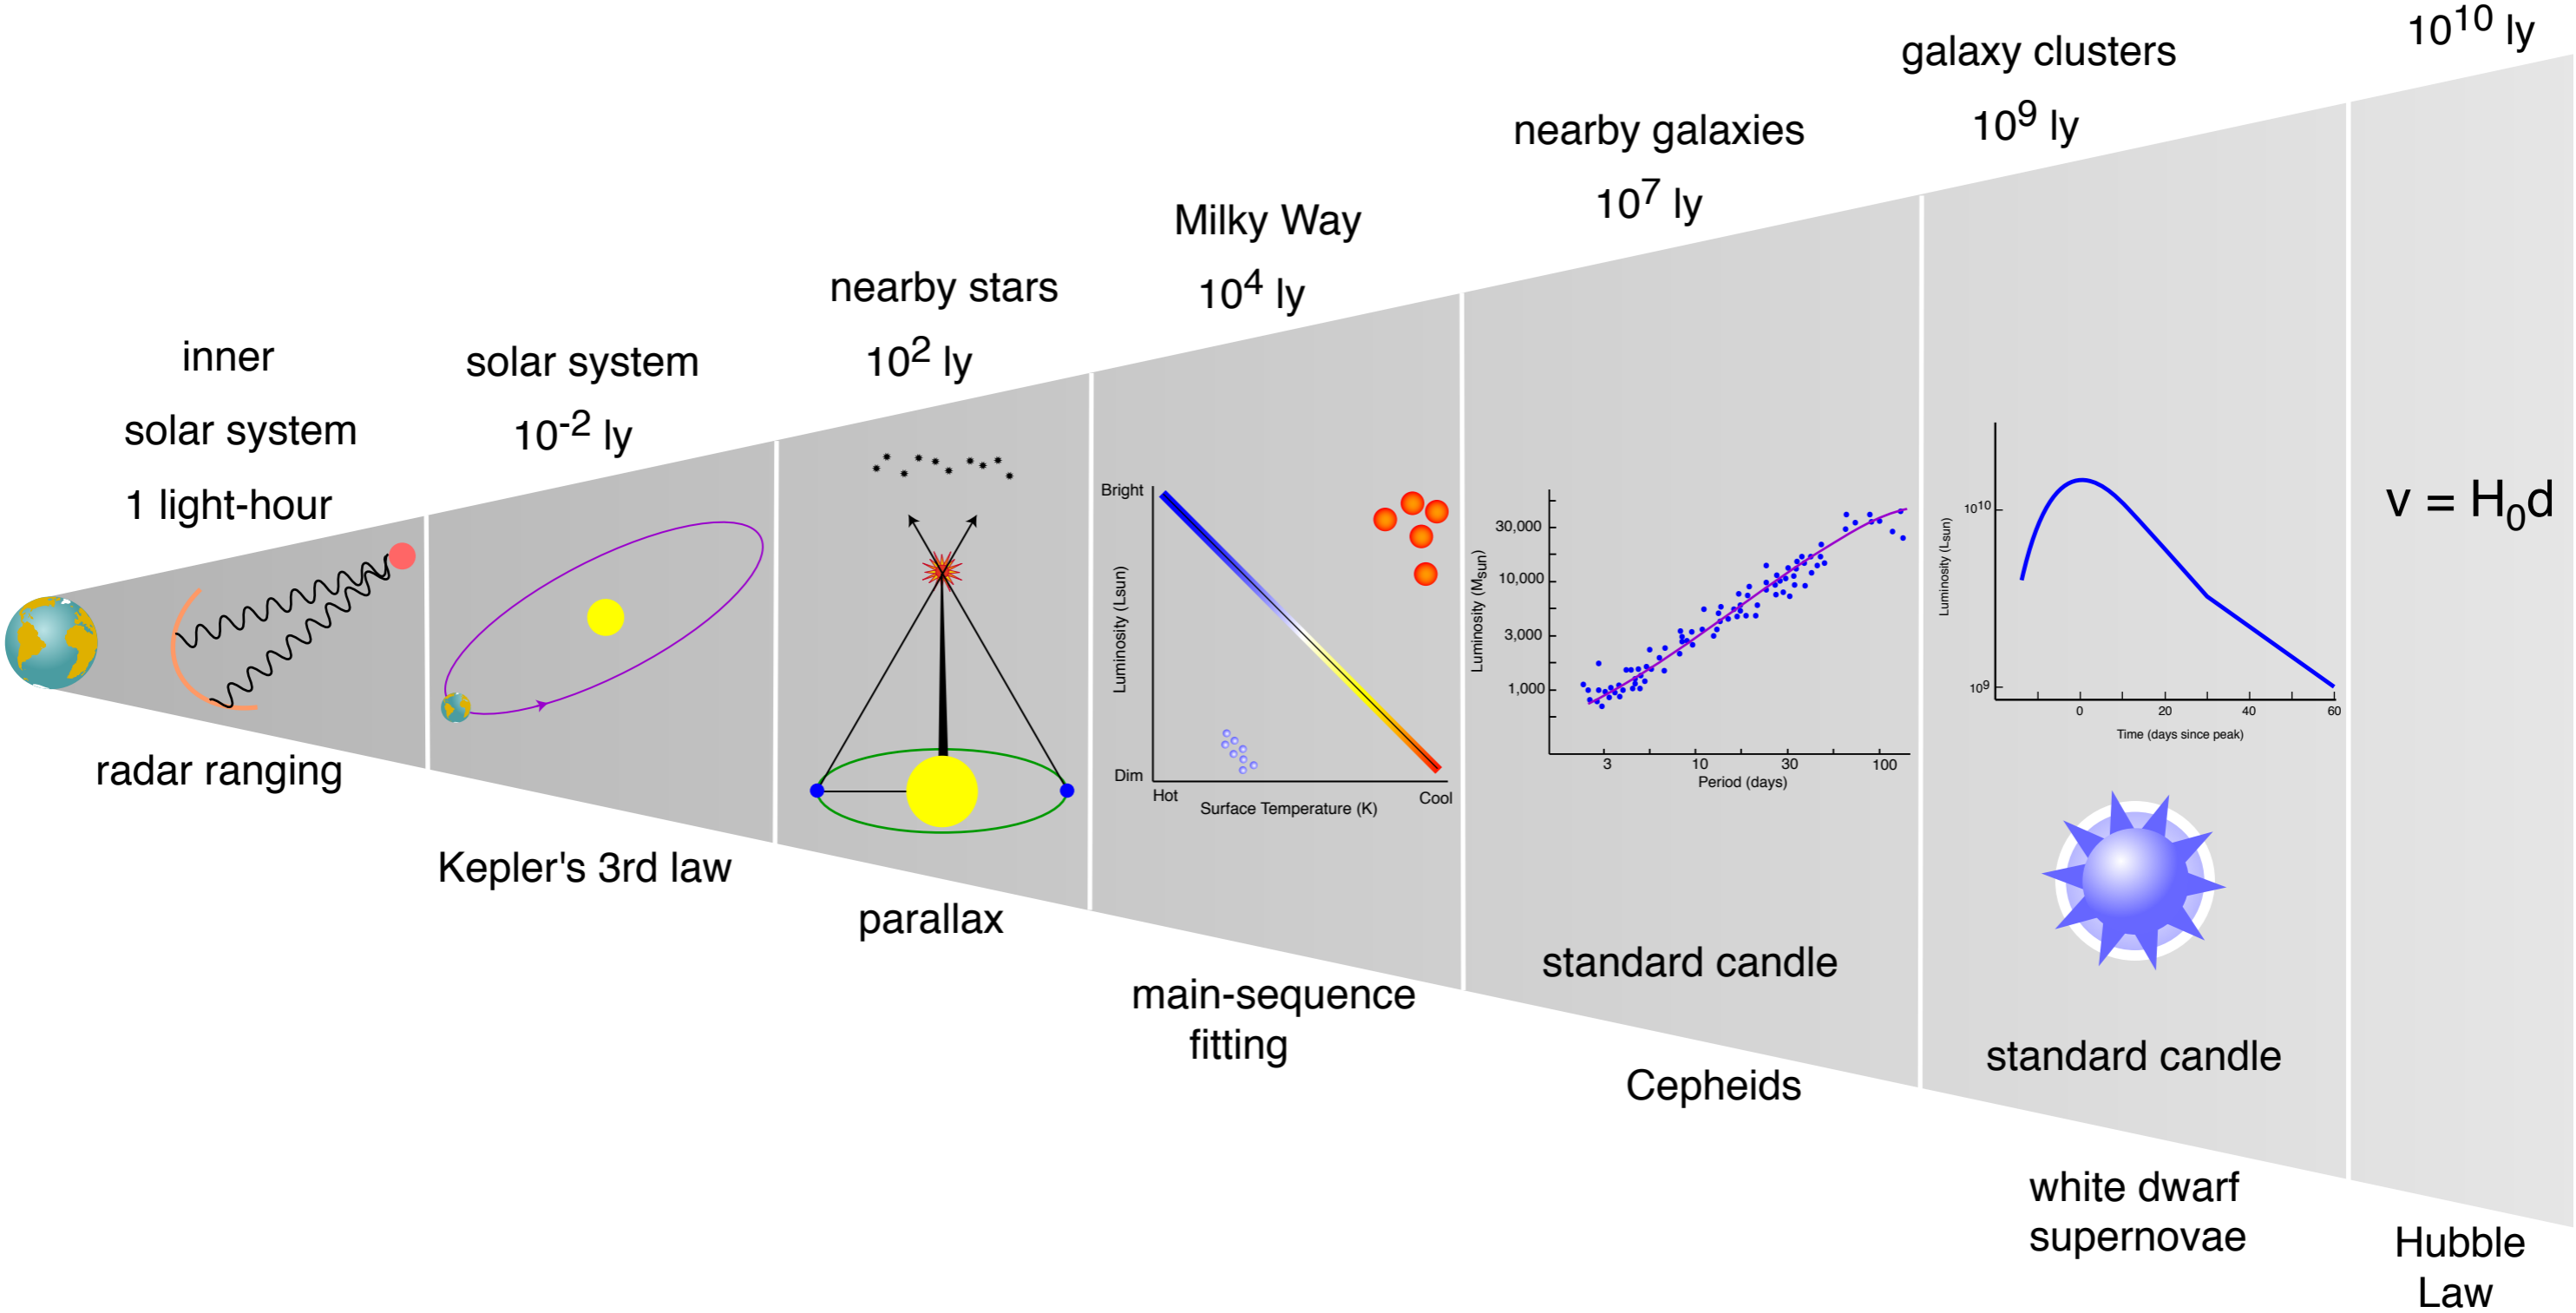 inner
solar system
1 light-hour
radar ranging
solar system
10-2 ly
Kepler's 3rd law
nearby stars
102 ly
parallax
Milky Way
104 ly
Bright
Luminosity (Lsun)
Dim
Hot
Cool
Surface Temperature (K)
main-sequence
fitting
nearby galaxies
107 ly
Luminosity (Msun)
30,000
10,000
3,000
1,000
3
10
30
100
Period (days)
standard candle
Cepheids
galaxy clusters
109 ly
Luminosity (Lsun)
1010
109
0
20
40
60
Time (days since peak)
standard candle
white dwarf
supernovae
1010 ly
v = H0d
Hubble
Law